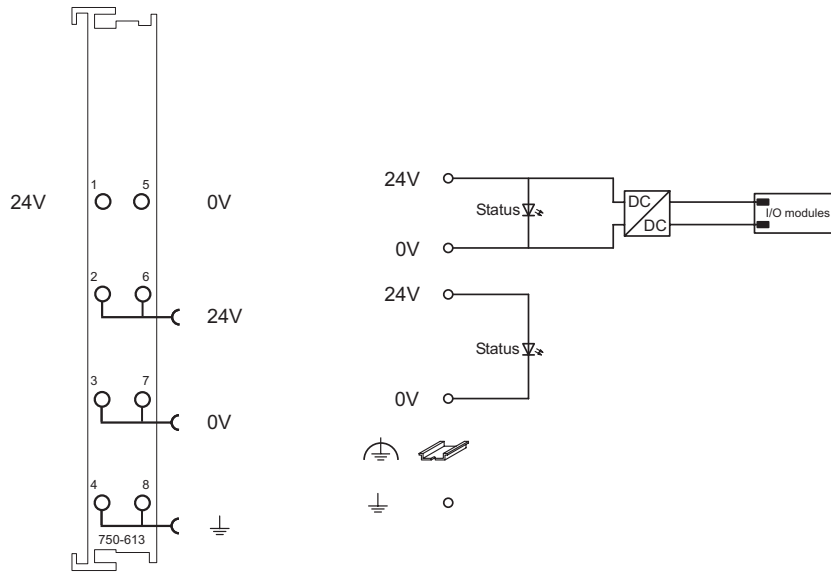 24V
1
5
0V
2
6
24V
3
7
0V
4
8
750-613
24V
Status
0V
DC
DC
I/O modules
24V
Status
0V